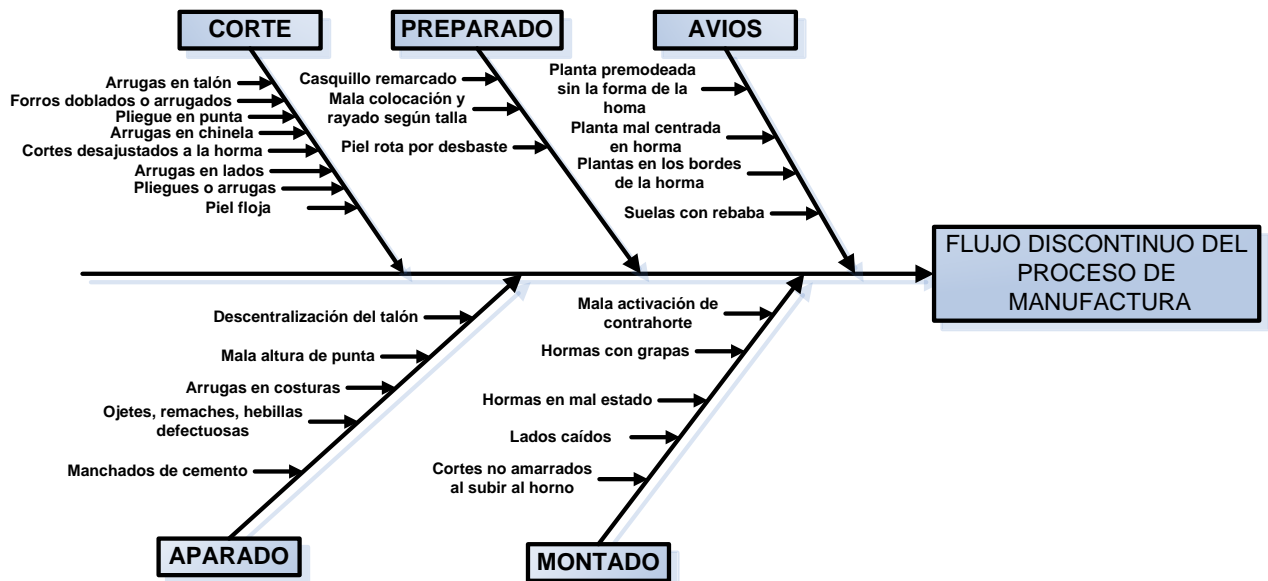 CORTE
PREPARADO
AVIOS
Arrugas en talón
Forros doblados o arrugados
Pliegue en punta
Arrugas en chinela
Cortes desajustados a la horma
Arrugas en lados
Pliegues o arrugas
Piel floja
Casquillo remarcado
Mala colocación y
rayado según talla
Piel rota por desbaste
Planta premodeada
sin la forma de la
homa
Planta mal centrada
en horma
Plantas en los bordes
de la horma
Suelas con rebaba
FLUJO DISCONTINUO DEL
PROCESO DE
MANUFACTURA
Descentralización del talón
Mala altura de punta
Arrugas en costuras
Ojetes, remaches, hebillas
defectuosas
Manchados de cemento
Mala activación de
contrahorte
Hormas con grapas
Hormas en mal estado
Lados caídos
Cortes no amarrados
al subir al horno
APARADO
MONTADO